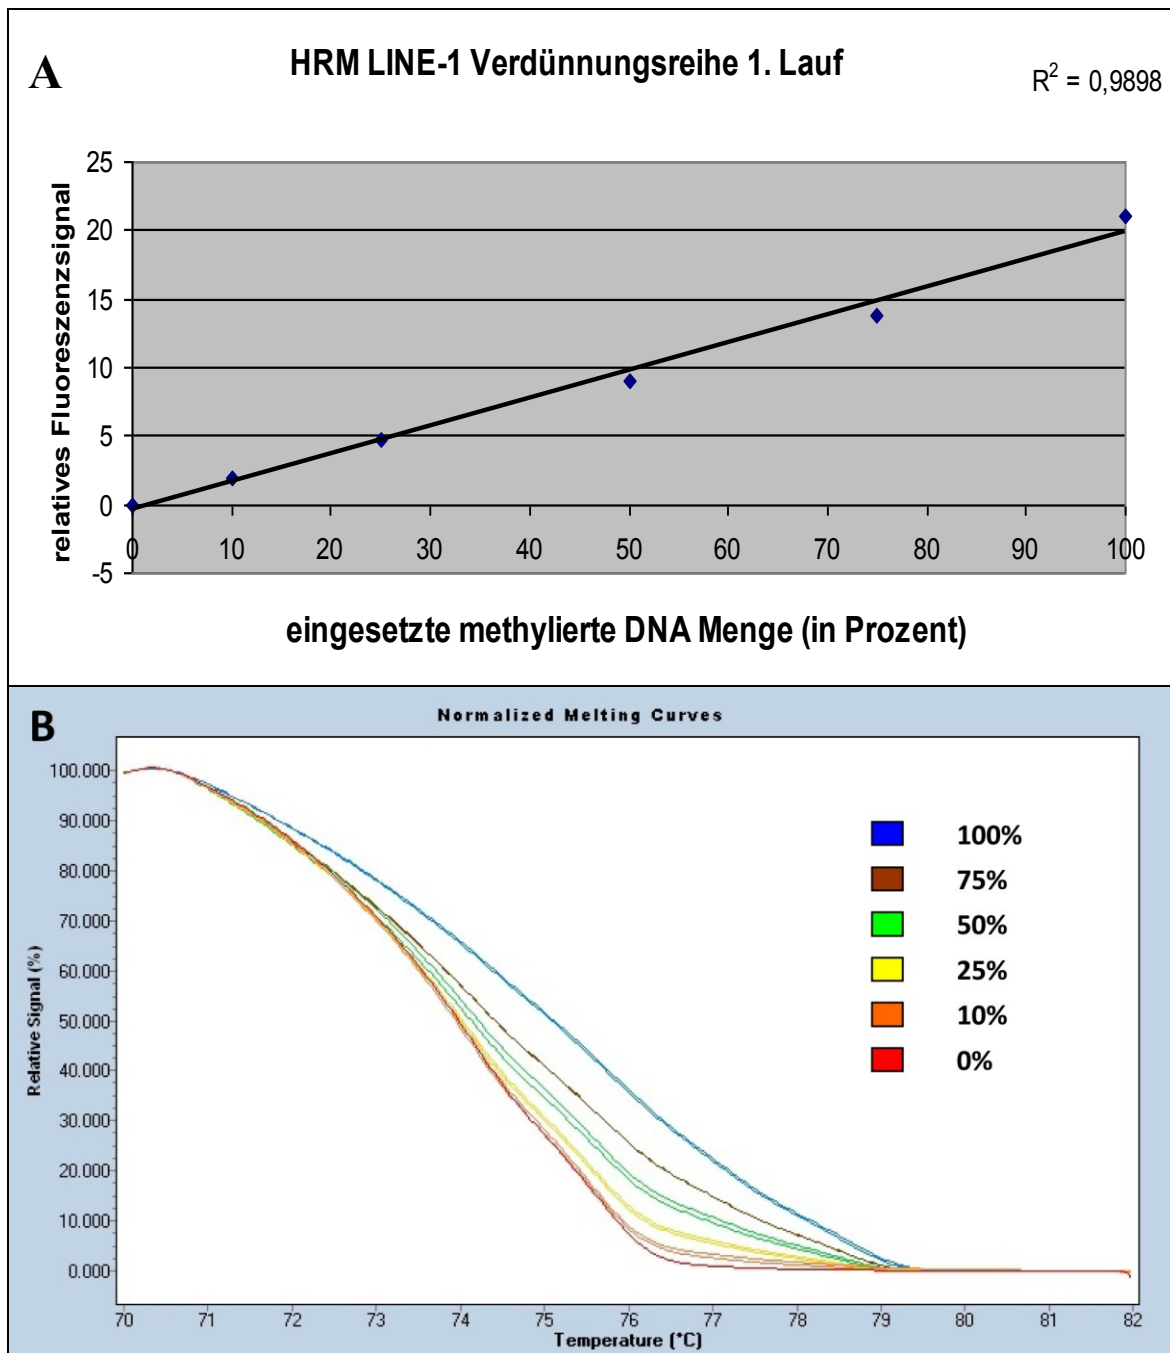 A
HRM LINE-1 Verdünnungsreihe 1. Lauf
R² = 0,9898
relatives Fluoreszenzsignal
25
20
15
10
5
0
-5
0 10 20 30 40 50 60 70 80 90 100
eingesetzte methylierte DNA Menge (in Prozent)
B
Normalized Melting Curves
Relative Signal (%)
100.000
90.000
80.000
70.000
60.000
50.000
40.000
30.000
20.000
10.000
0.000
100%
75%
50%
25%
10%
0%
70 71 72 73 74 75 76 77 78 79 80 81 82
Temperature (°C)